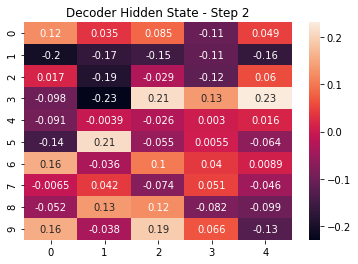 Decoder Hidden State - Step 2
0 0.12 0.035 0.085 -0.11 0.049
1 -0.2 -0.17 -0.15 -0.11 -0.16
2 0.017 -0.19 -0.029 -0.12 0.06
3 -0.098 -0.23 0.21 0.13 0.23
4 -0.091 -0.0039 -0.026 0.003 0.016
5 -0.14 0.21 -0.055 0.0055 -0.064
6 0.16 -0.036 0.1 0.04 0.0089
7 -0.0065 0.042 -0.074 0.051 -0.046
8 -0.052 0.13 0.12 -0.082 -0.099
9 0.16 -0.038 0.19 0.066 -0.13
0 1 2 3 4
0.2
0.1
0.0
−0.1
−0.2